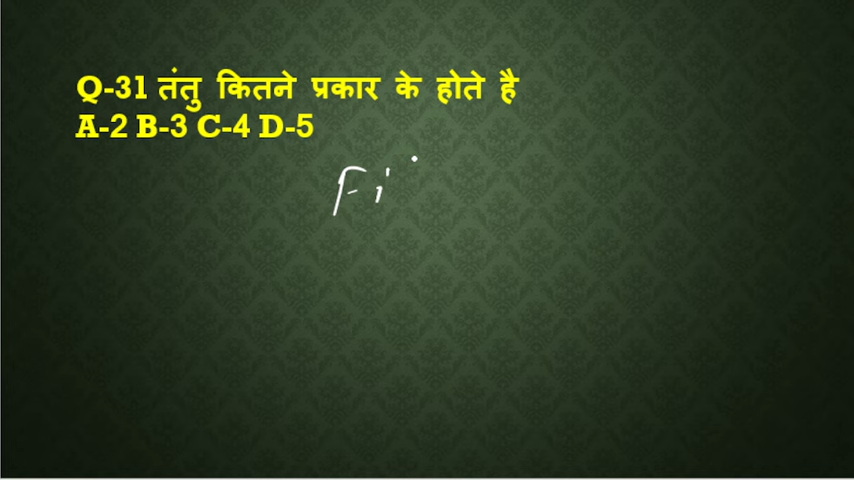 Q-31 तंतु कितने प्रकार के होते है
A-2 B-3 C-4 D-5
Fi